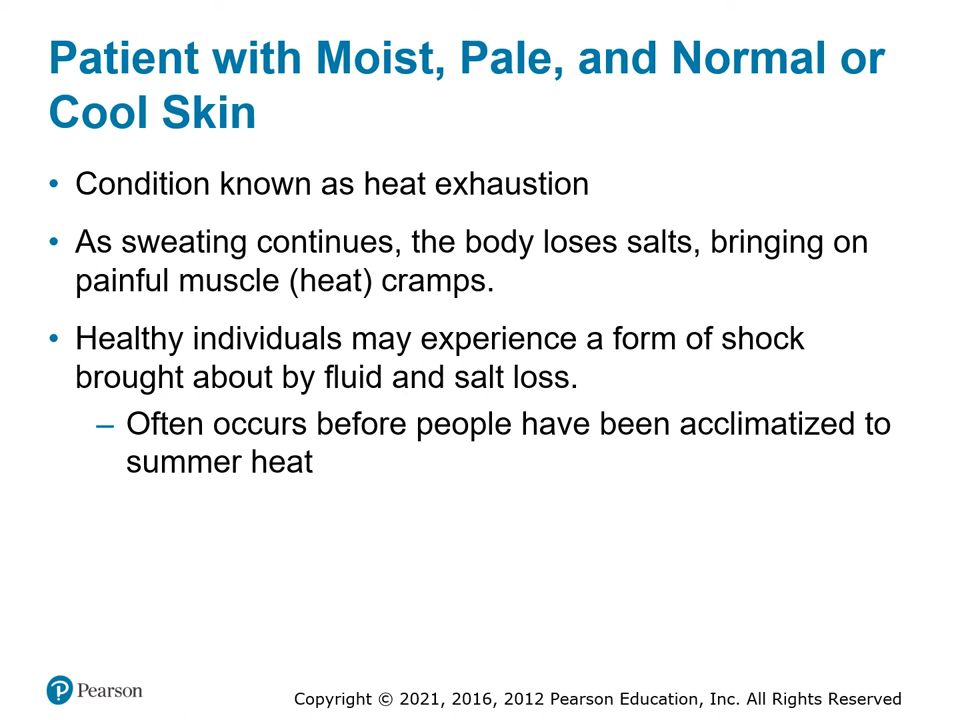 Patient with Moist, Pale, and Normal or
Cool Skin
• Condition known as heat exhaustion
• As sweating continues, the body loses salts, bringing on
painful muscle (heat) cramps.
• Healthy individuals may experience a form of shock
brought about by fluid and salt loss.
– Often occurs before people have been acclimatized to
summer heat
Pearson
Copyright © 2021, 2016, 2012 Pearson Education, Inc. All Rights Reserved